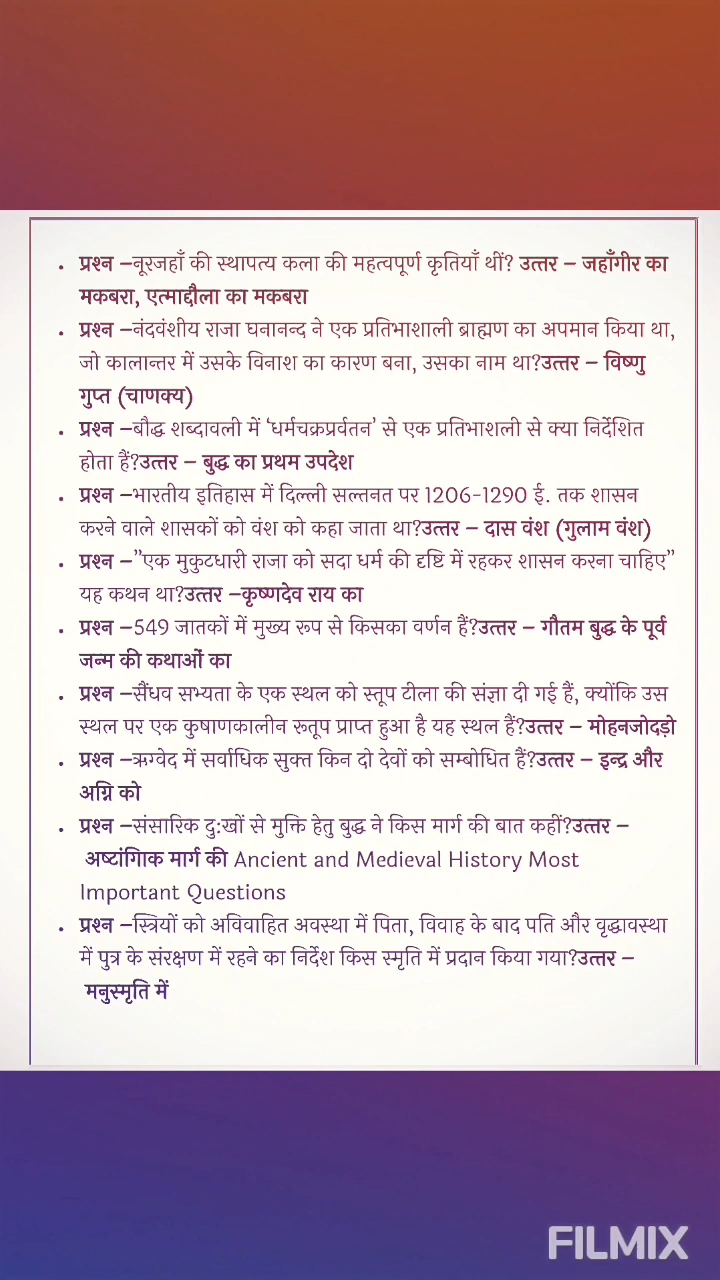 • प्रश्न –नूरजहाँ की स्थापत्य कला की महत्वपूर्ण कृतियाँ थीं? उत्तर – जहाँगीर का
मकबरा, एत्माद्दौला का मकबरा
• प्रश्न –नंदवंशीय राजा घनानन्द ने एक प्रतिभाशाली ब्राह्मण का अपमान किया था,
जो कालान्तर में उसके विनाश का कारण बना, उसका नाम था?उत्तर – विष्णु
गुप्त (चाणक्य)
• प्रश्न –बौद्ध शब्दावली में ‘धर्मचक्रप्रर्वतन’ से एक प्रतिभाशली से क्या निर्देशित
होता हैं?उत्तर – बुद्ध का प्रथम उपदेश
• प्रश्न –भारतीय इतिहास में दिल्ली सल्तनत पर 1206-1290 ई. तक शासन
करने वाले शासकों को वंश को कहा जाता था?उत्तर – दास वंश (गुलाम वंश)
• प्रश्न –”एक मुकुटधारी राजा को सदा धर्म की दृष्टि में रहकर शासन करना चाहिए”
यह कथन था?उत्तर –कृष्णदेव राय का
• प्रश्न –549 जातकों में मुख्य रूप से किसका वर्णन हैं?उत्तर – गौतम बुद्ध के पूर्व
जन्म की कथाओं का
• प्रश्न –सैंधव सभ्यता के एक स्थल को स्तूप टीला की संज्ञा दी गई हैं, क्योंकि उस
स्थल पर एक कुषाणकालीन रूतूप प्राप्त हुआ है यह स्थल हैं?उत्तर – मोहनजोदड़ो
• प्रश्न –ऋग्वेद में सर्वाधिक सुक्त किन दो देवों को सम्बोधित हैं?उत्तर – इन्द्र और
अग्नि को
• प्रश्न –संसारिक दु:खों से मुक्ति हेतु बुद्ध ने किस मार्ग की बात कहीं?उत्तर –
अष्टांगिाक मार्ग की Ancient and Medieval History Most
Important Questions
• प्रश्न –स्त्रियों को अविवाहित अवस्था में पिता, विवाह के बाद पति और वृद्धावस्था
में पुत्र के संरक्षण में रहने का निर्देश किस स्मृति में प्रदान किया गया?उत्तर –
मनुस्मृति में
FILMIX